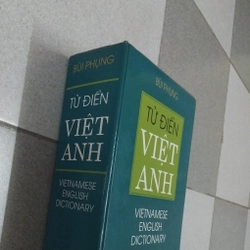 BÙI PHỤNG
TỪ ĐIỂN
VIỆT
ANH
VIETNAMESE
ENGLISH
DICTIONARY
BÙI PHỤNG
TỪ ĐIỂN
VIỆT
ANH
VIETNAMESE
ENGLISH
DICTIONARY